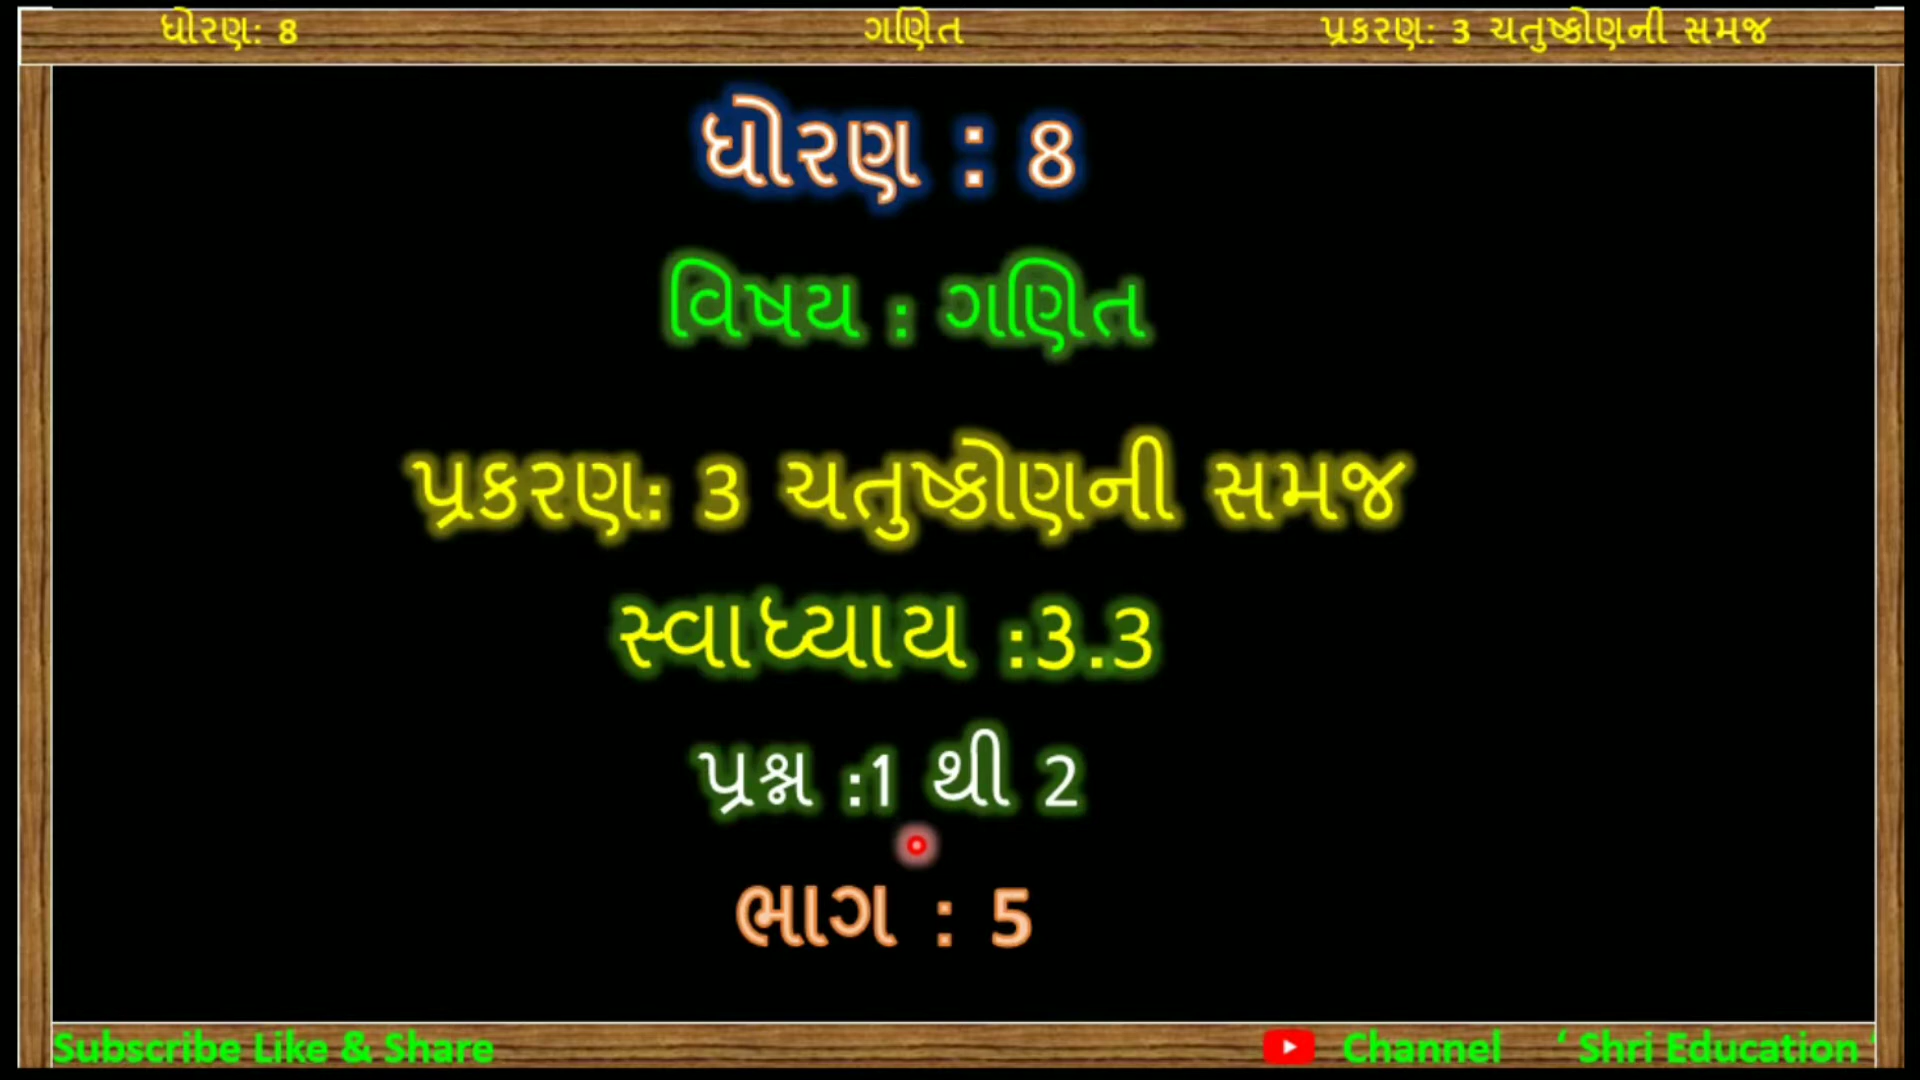 ધોરણ: 8 ગણિત પ્રકરણ: 3 ચતુષ્કોણની સમજ
ધોરણ : 8
વિષય : ગણિત
પ્રકરણ: 3 ચતુષ્કોણની સમજ
સ્વાધ્યાય :૩.3
પ્રશ્ન :1 થી 2
ભાગ : 5
Subscribe Like & Share Channel ‘ Shri Education ‘